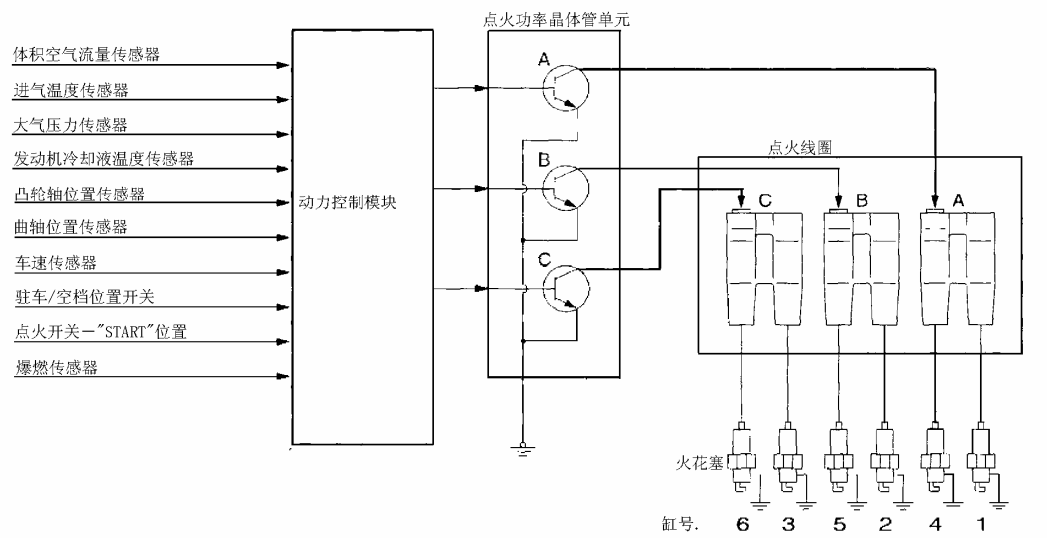 点火功率晶体管单元
体积空气流量传感器
进气温度传感器
大气压力传感器
发动机冷却液温度传感器
凸轮轴位置传感器
曲轴位置传感器
车速传感器
驻车/空档位置开关
点火开关－"START"位置
爆燃传感器
动力控制模块
A
B
C
点火线圈
C B A
火花塞
缸号. 6 3 5 2 4 1